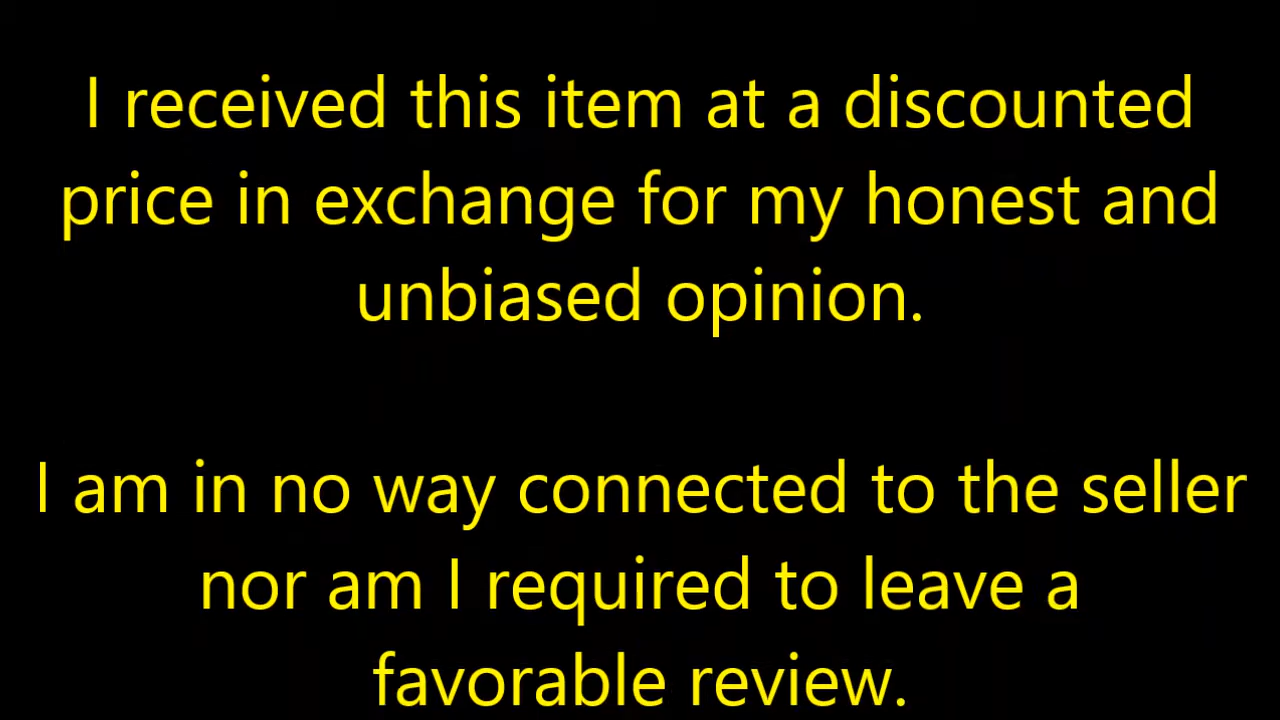 I received this item at a discounted
price in exchange for my honest and
unbiased opinion.
I am in no way connected to the seller
nor am I required to leave a
favorable review.